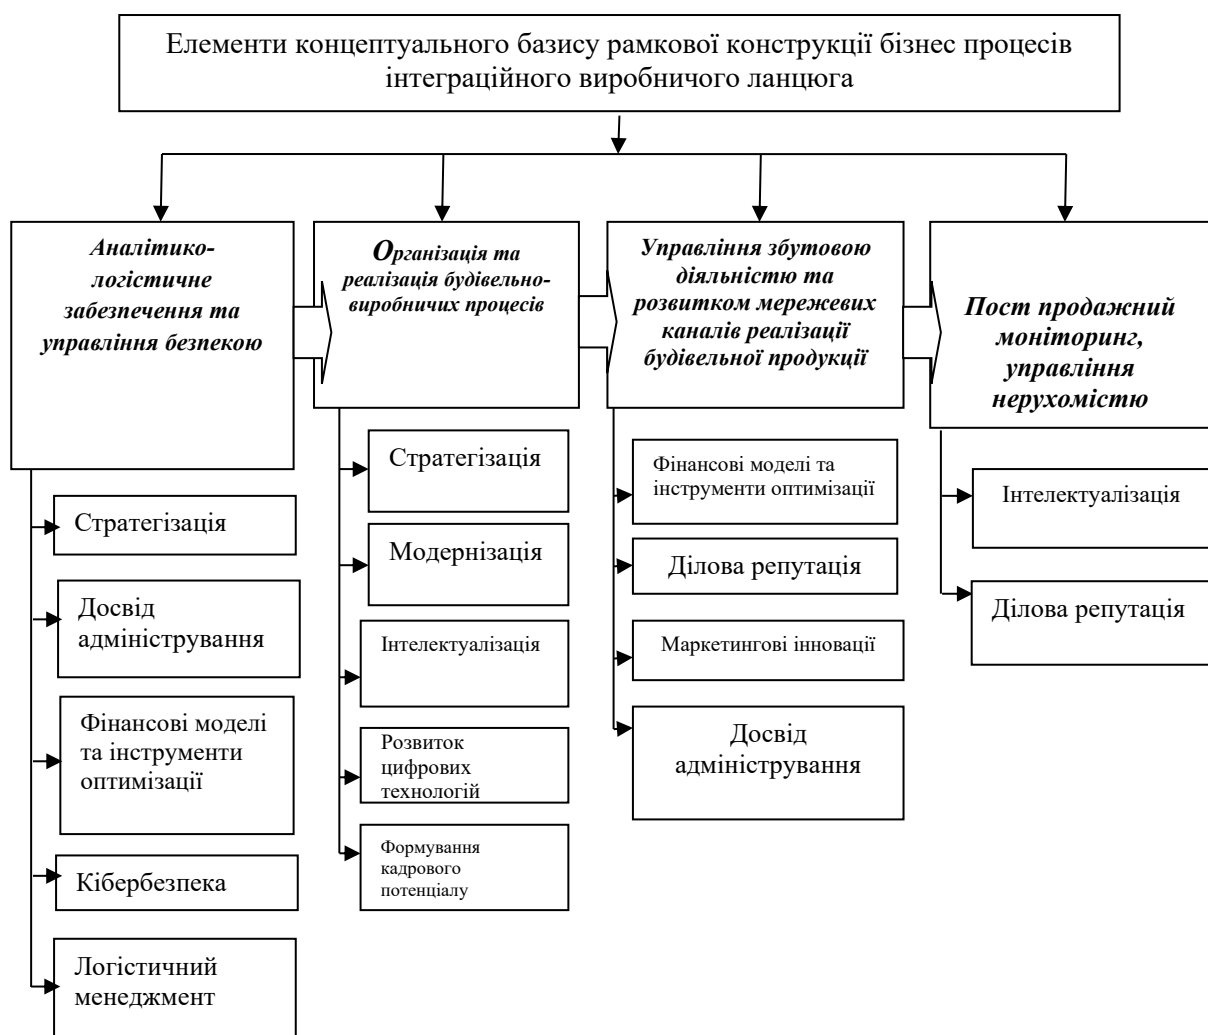 Елементи концептуального базису рамкової конструкції бізнес процесів
інтеграційного виробничого ланцюга
Аналітико-
логістичне
забезпечення та
управління безпекою
Організація та
реалізація будівельно-
виробничих процесів
Управління збутовою
діяльністю та
розвитком мережевих
каналів реалізації
будівельної продукції
Пост продажний
моніторинг,
управління
нерухомістю
Стратегізація
Досвід
адміністрування
Фінансові моделі
та інструменти
оптимізації
Кібербезпека
Логістичний
менеджмент
Стратегізація
Модернізація
Інтелектуалізація
Розвиток
цифрових
технологій
Формування
кадрового
потенціалу
Фінансові моделі та
інструменти оптимізації
Ділова репутація
Маркетингові інновації
Досвід
адміністрування
Інтелектуалізація
Ділова репутація